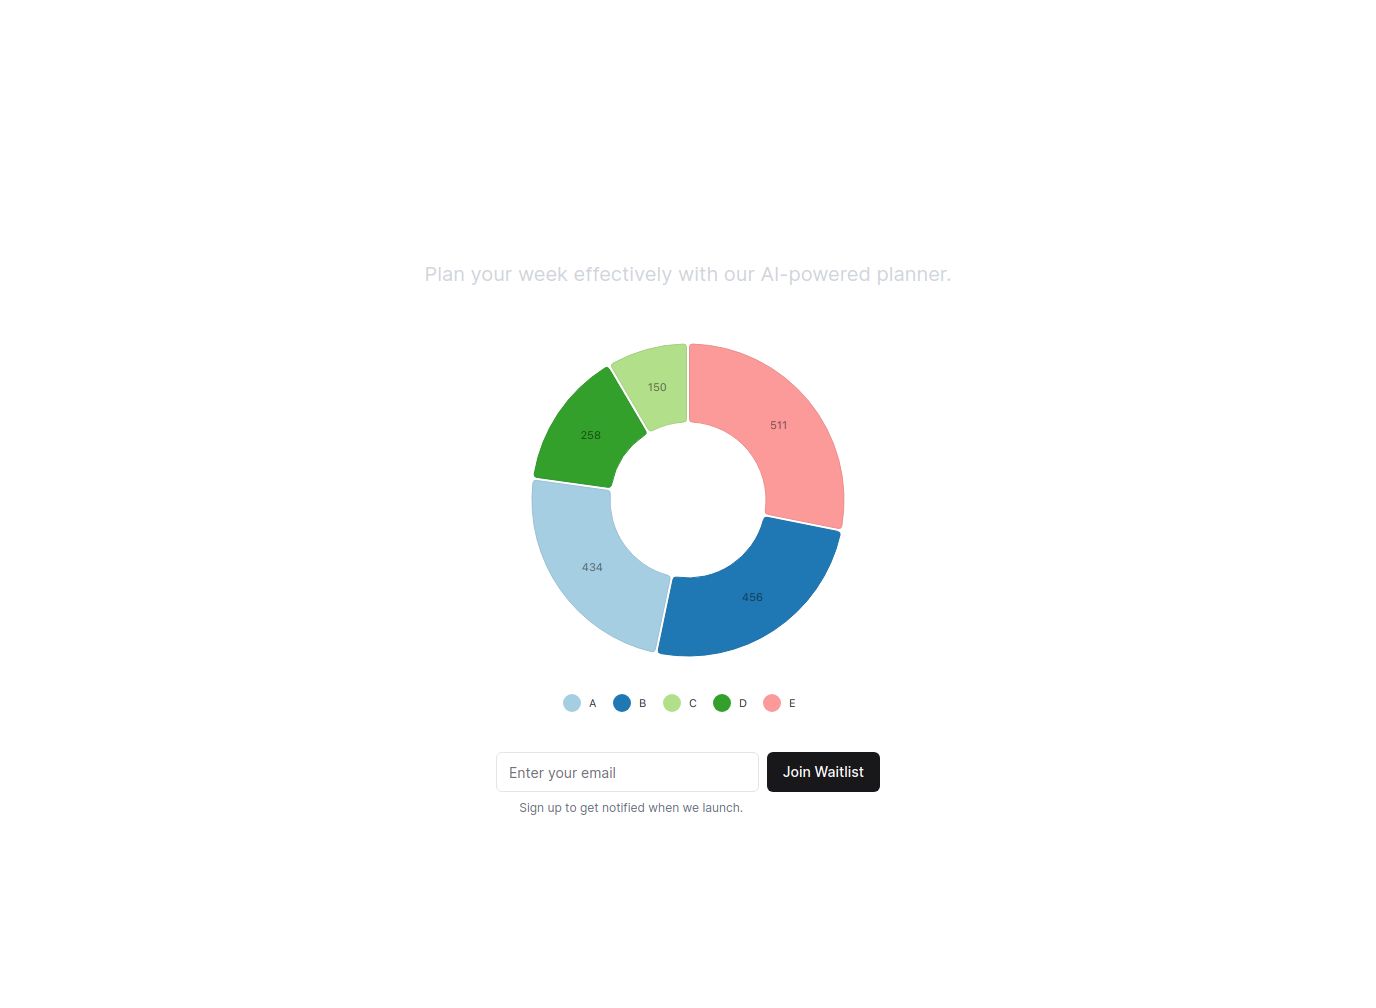 Plan your week effectively with our AI-powered planner.
150
511
258
434
456
A B C D E
Enter your email
Join Waitlist
Sign up to get notified when we launch.